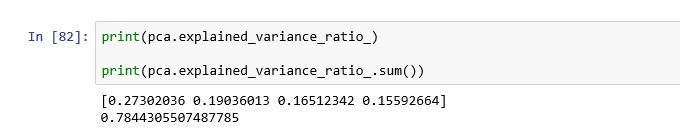 In [82]: print(pca.explained_variance_ratio_)
print(pca.explained_variance_ratio_.sum())
[0.27302036 0.19036013 0.16512342 0.15592664]
0.7844305507487785